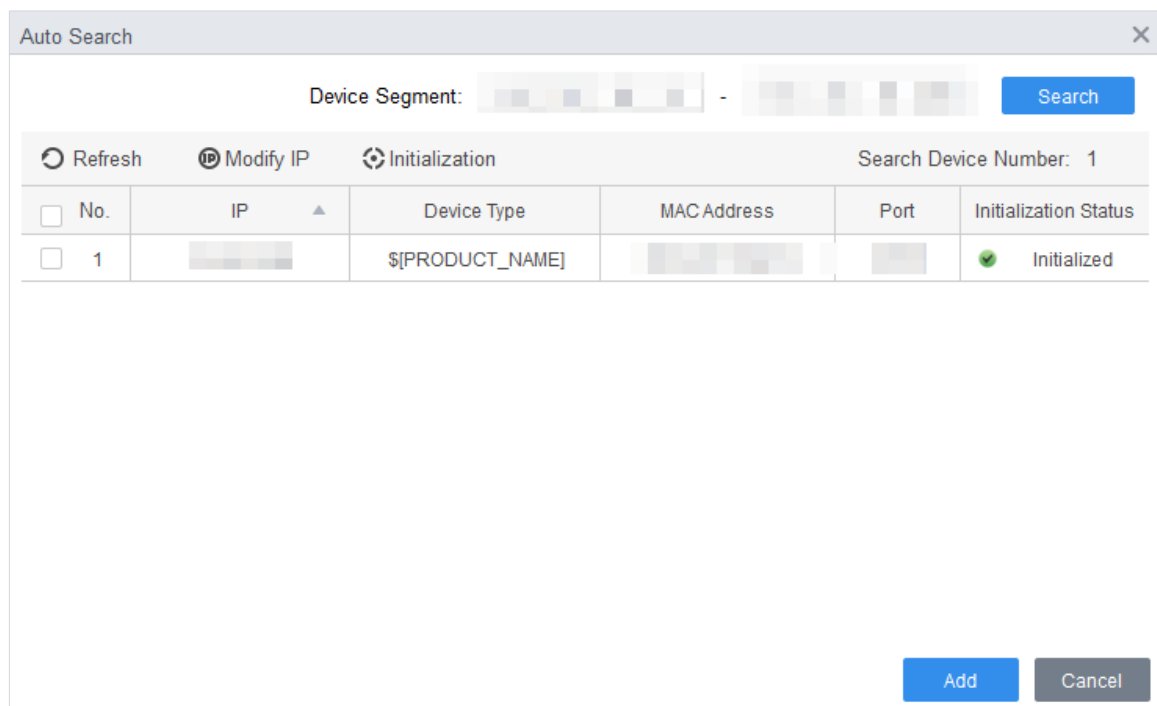 Auto Search
Device Segment: - Search
Refresh Modify IP Initialization Search Device Number: 1
No. IP Device Type MAC Address Port Initialization Status
1 $[PRODUCT_NAME] Initialized
Add Cancel